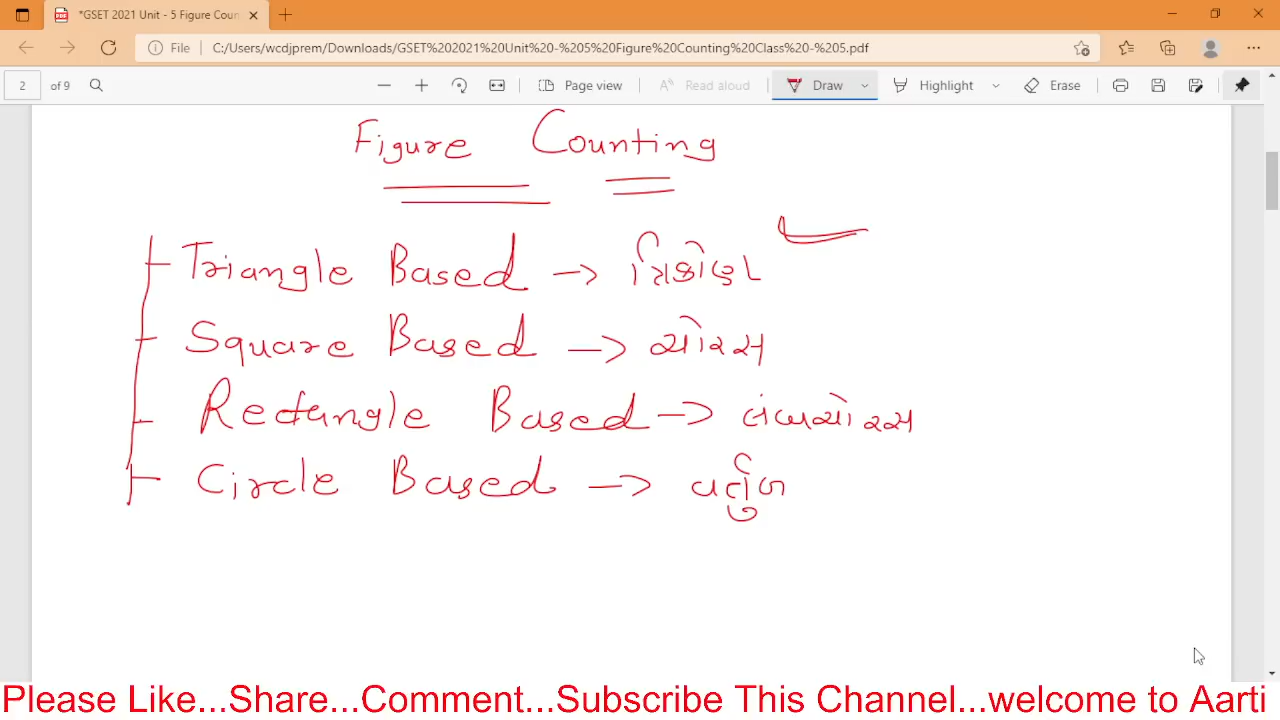 *GSET 2021 Unit - 5 Figure Coun
File C:/Users/wcdjprem/Downloads/GSET%202021%20Unit%20-%205%20Figure%20Counting%20Class%20-%205.pdf
2 of 9 Page view Read aloud Draw Highlight Erase
Figure Counting
Triangle Based -> ત્રિકોણ
Square Based -> ચોરસ
Rectangle Based -> લંબચોરસ
Circle Based -> વર્તુળ
Please Like...Share...Comment...Subscribe This Channel...welcome to Aarti